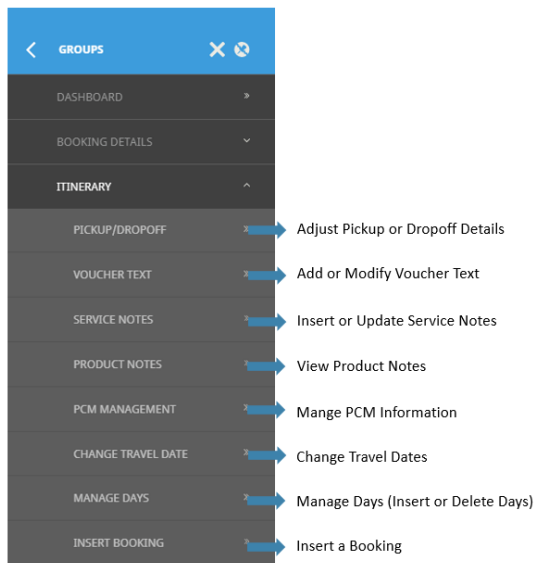 GROUPS
DASHBOARD
BOOKING DETAILS
ITINERARY
PICKUP/DROPOFF Adjust Pickup or Dropoff Details
VOUCHER TEXT Add or Modify Voucher Text
SERVICE NOTES Insert or Update Service Notes
PRODUCT NOTES View Product Notes
PCM MANAGEMENT Mange PCM Information
CHANGE TRAVEL DATE Change Travel Dates
MANAGE DAYS Manage Days (Insert or Delete Days)
INSERT BOOKING Insert a Booking